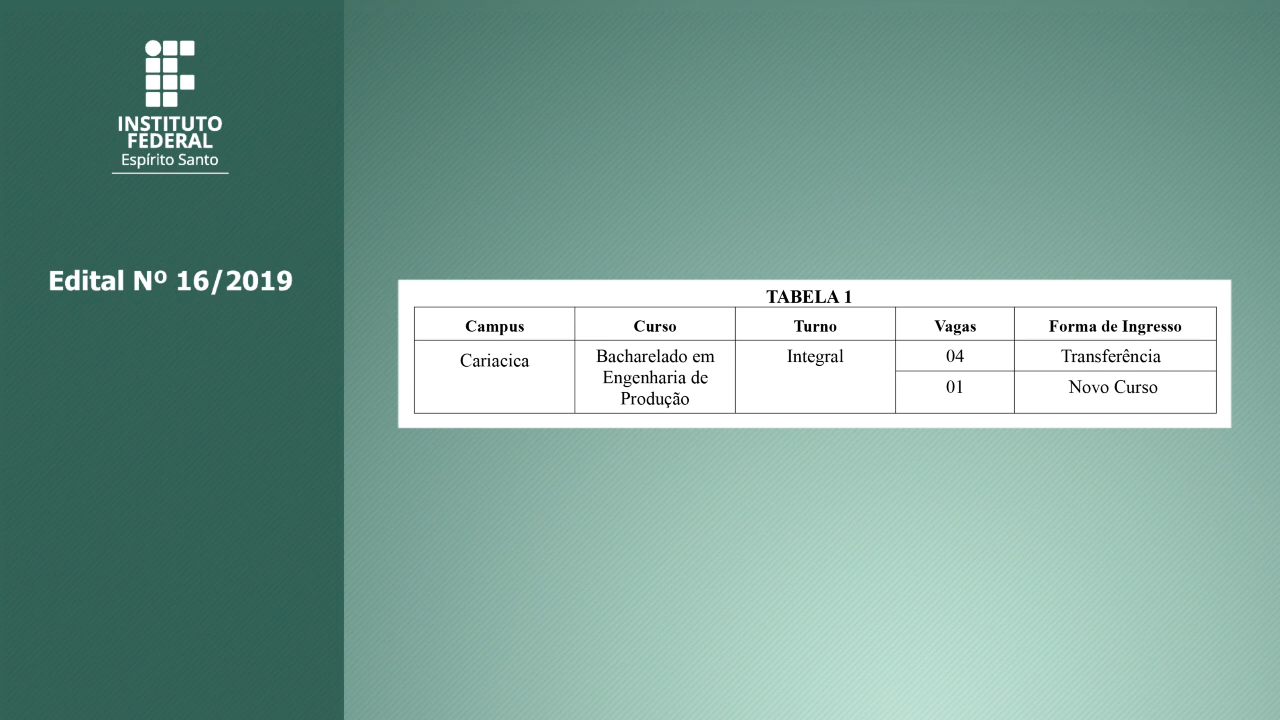 INSTITUTO
FEDERAL
Espírito Santo
Edital Nº 16/2019
TABELA 1
Campus Curso Turno Vagas Forma de Ingresso
Cariacica Bacharelado em Integral 04 Transferência
Engenharia de 01 Novo Curso
Produção